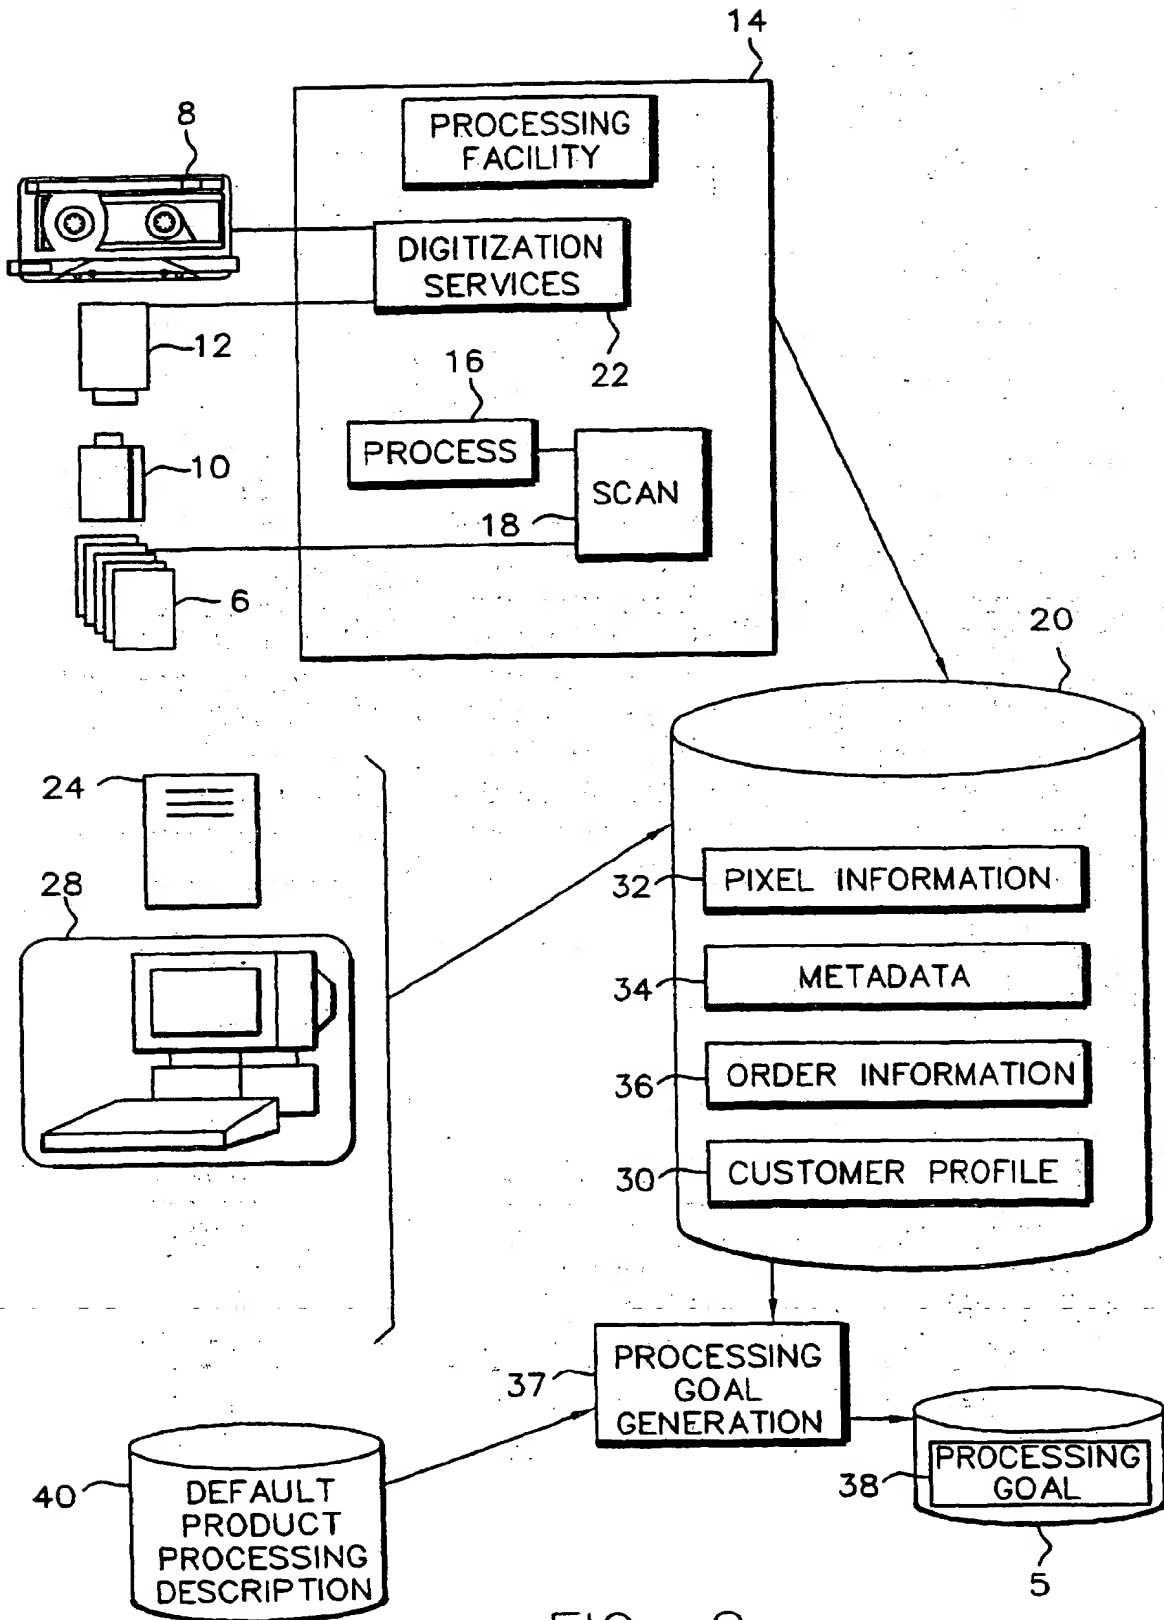 14
8
PROCESSING
FACILITY
DIGITIZATION
SERVICES
12
22
16
PROCESS
10
SCAN
18
6
20
24
32
PIXEL INFORMATION
28
34
METADATA
36
ORDER INFORMATION
30
CUSTOMER PROFILE
37
PROCESSING
GOAL
GENERATION
38
PROCESSING
GOAL
40
DEFAULT
PRODUCT
PROCESSING
DESCRIPTION
5